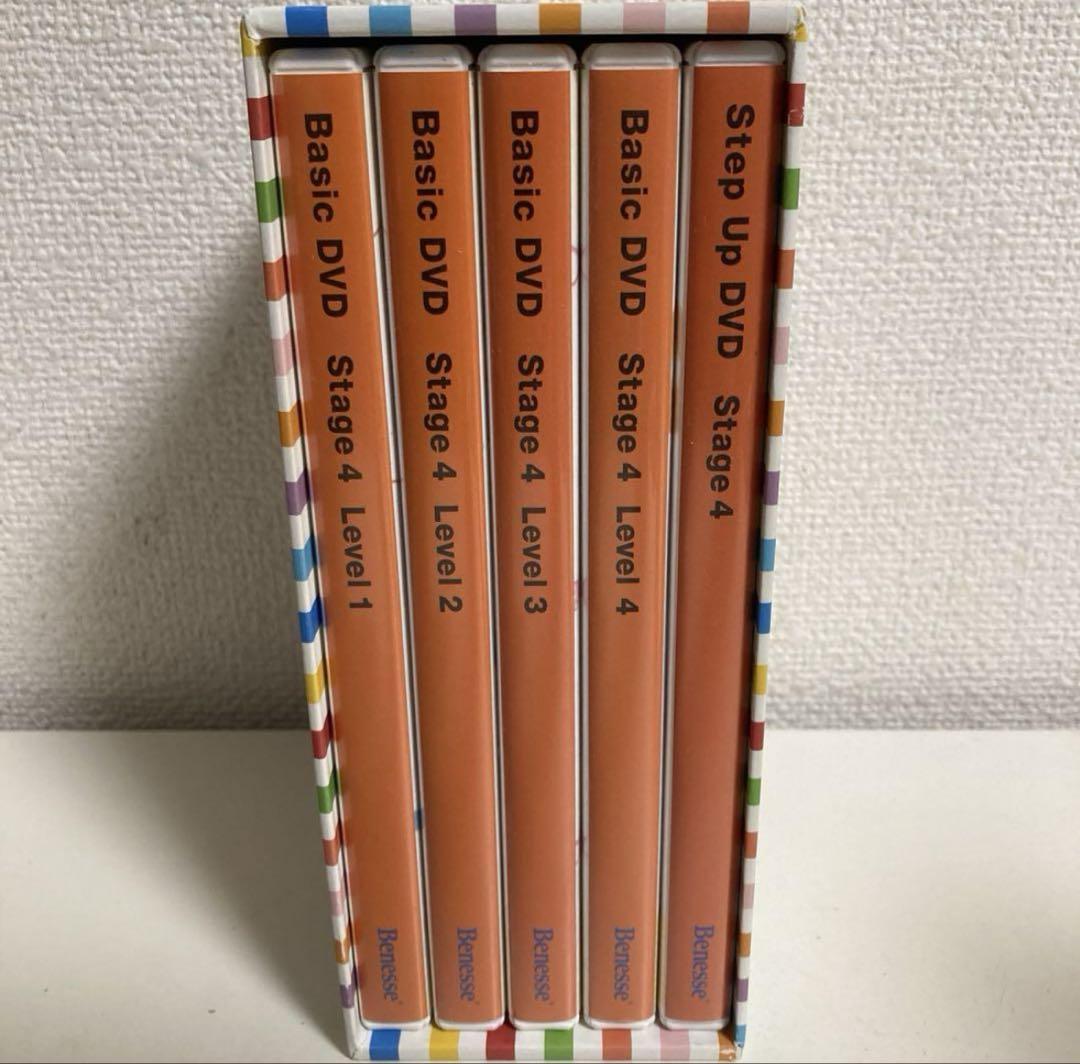 Basic DVD Stage 4 Level 1 Benesse®
Basic DVD Stage 4 Level 2 Benesse®
Basic DVD Stage 4 Level 3 Benesse®
Basic DVD Stage 4 Level 4 Benesse®
Step Up DVD Stage 4 Benesse®